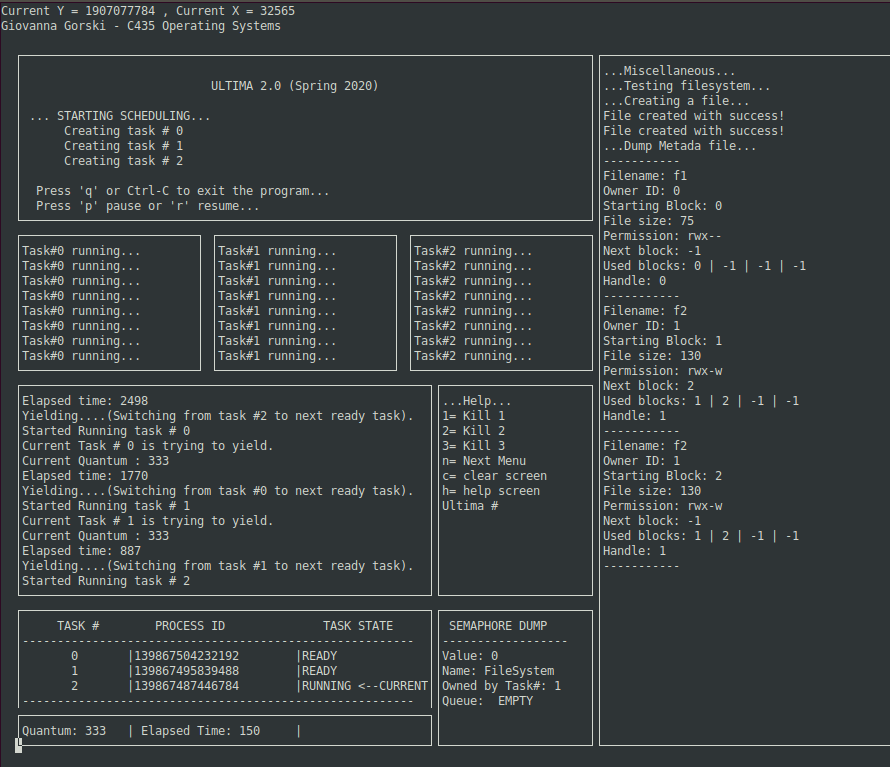 Current Y = 1907077784 , Current X = 32565
Giovanna Gorski - C435 Operating Systems
ULTIMA 2.0 (Spring 2020)
... STARTING SCHEDULING...
Creating task # 0
Creating task # 1
Creating task # 2
Press 'q' or Ctrl-C to exit the program...
Press 'p' pause or 'r' resume...
Task#0 running...
Task#0 running...
Task#0 running...
Task#0 running...
Task#0 running...
Task#0 running...
Task#0 running...
Task#0 running...
Task#1 running...
Task#1 running...
Task#1 running...
Task#1 running...
Task#1 running...
Task#1 running...
Task#1 running...
Task#1 running...
Task#2 running...
Task#2 running...
Task#2 running...
Task#2 running...
Task#2 running...
Task#2 running...
Task#2 running...
Task#2 running...
Elapsed time: 2498
Yielding....(Switching from task #2 to next ready task).
Started Running task # 0
Current Task # 0 is trying to yield.
Current Quantum : 333
Elapsed time: 1770
Yielding....(Switching from task #0 to next ready task).
Started Running task # 1
Current Task # 1 is trying to yield.
Current Quantum : 333
Elapsed time: 887
Yielding....(Switching from task #1 to next ready task).
Started Running task # 2
...Help...
1= Kill 1
2= Kill 2
3= Kill 3
n= Next Menu
c= clear screen
h= help screen
Ultima #
TASK # PROCESS ID TASK STATE
--------------------------------------------------------
0 |139867504232192 |READY
1 |139867495839488 |READY
2 |139867487446784 |RUNNING <--CURRENT
--------------------------------------------------------
Quantum: 333 | Elapsed Time: 150 |
SEMAPHORE DUMP
------------------
Value: 0
Name: FileSystem
Owned by Task#: 1
Queue: EMPTY
...Miscellaneous...
...Testing filesystem...
...Creating a file...
File created with success!
File created with success!
...Dump Metada file...
-----------
Filename: f1
Owner ID: 0
Starting Block: 0
File size: 75
Permission: rwx--
Next block: -1
Used blocks: 0 | -1 | -1 | -1
Handle: 0
-----------
Filename: f2
Owner ID: 1
Starting Block: 1
File size: 130
Permission: rwx-w
Next block: 2
Used blocks: 1 | 2 | -1 | -1
Handle: 1
-----------
Filename: f2
Owner ID: 1
Starting Block: 2
File size: 130
Permission: rwx-w
Next block: -1
Used blocks: 1 | 2 | -1 | -1
Handle: 1
-----------